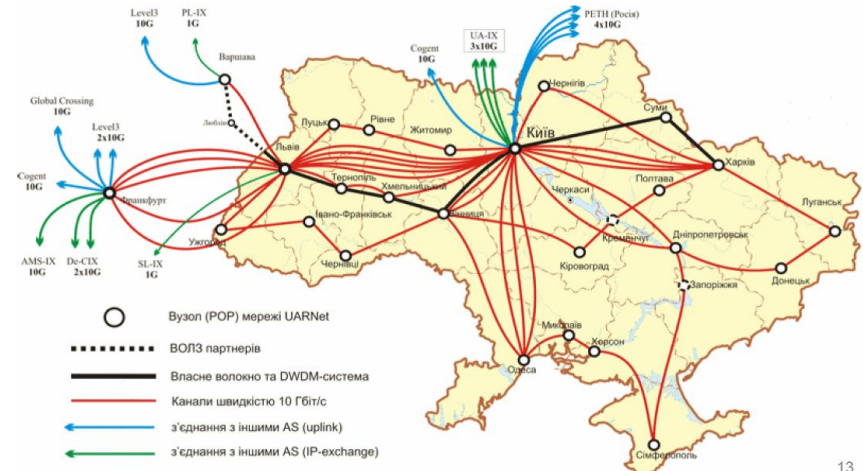 Level3
10G
PL-IX
1G
РЕТН (Росія)
4x10G
UA-IX
3x10G
Cogent
10G
Варшава
Global Crossing
10G
Level3
2x10G
Люблін
Чернігів
Суми
Луцьк
Рівне
Житомир
Київ
Львів
Харків
Cogent
10G
Франкфурт
Тернопіль
Хмельницький
Полтава
Черкаси
Луганськ
Вінниця
Івано-Франківськ
Ужгород
Кременчуг
Дніпропетровськ
AMS-IX
10G
De-CIX
2x10G
SL-IX
1G
Чернівці
Кіровоград
Донецьк
Запоріжжя
Вузол (POP) мережі UARNet
Миколаїв
Херсон
ВОЛЗ партнерів
Одеса
Власне волокно та DWDM-система
Канали швидкістю 10 Гбіт/с
з'єднання з іншими AS (uplink)
з'єднання з іншими AS (IP-exchange)
Сімферополь
13